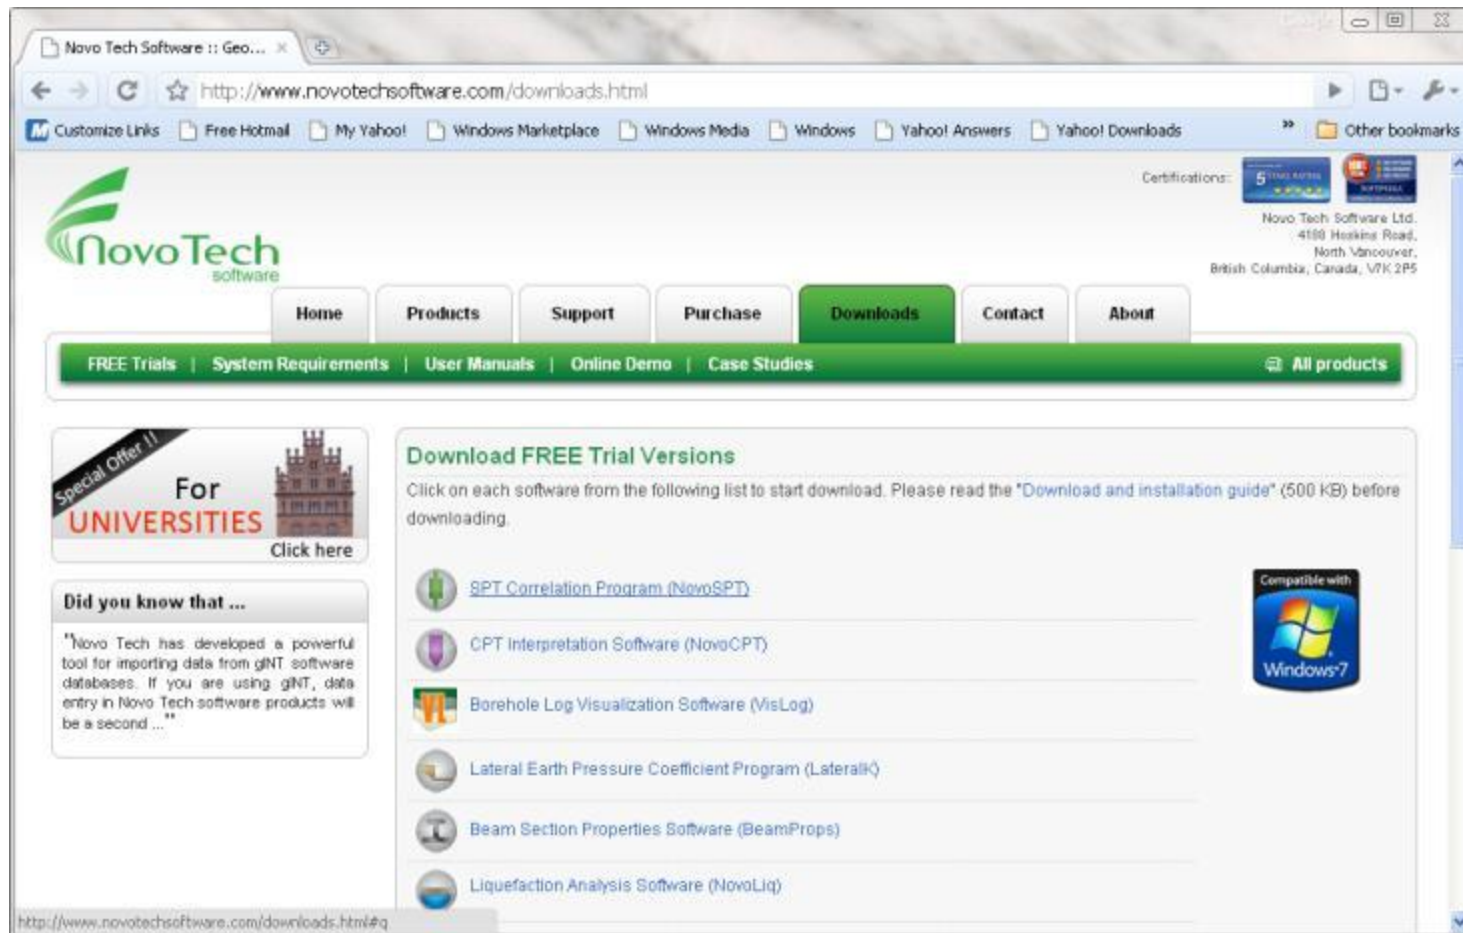 Novo Tech Software :: Geo...
http://www.novotechsoftware.com/downloads.html
Customize Links Free Hotmail My Yahoo! Windows Marketplace Windows Media Windows Yahoo! Answers Yahoo! Downloads » Other bookmarks
Certifications:
Novo Tech Software Ltd.
4188 Hoskins Road,
North Vancouver,
British Columbia, Canada, V7K 2P5
NovoTech
software
Home Products Support Purchase Downloads Contact About
FREE Trials | System Requirements | User Manuals | Online Demo | Case Studies All products
Special Offer !!
For
UNIVERSITIES
Click here
Did you know that ...
"Novo Tech has developed a powerful
tool for importing data from gINT software
databases. If you are using gINT, data
entry in Novo Tech software products will
be a second ..."
Download FREE Trial Versions
Click on each software from the following list to start download. Please read the "Download and installation guide" (500 KB) before
downloading.
SPT Correlation Program (NovoSPT)
CPT Interpretation Software (NovoCPT)
VL Borehole Log Visualization Software (VisLog)
Lateral Earth Pressure Coefficient Program (LateralK)
Beam Section Properties Software (BeamProps)
Liquefaction Analysis Software (NovoLiq)
Compatible with
Windows 7
http://www.novotechsoftware.com/downloads.html#q